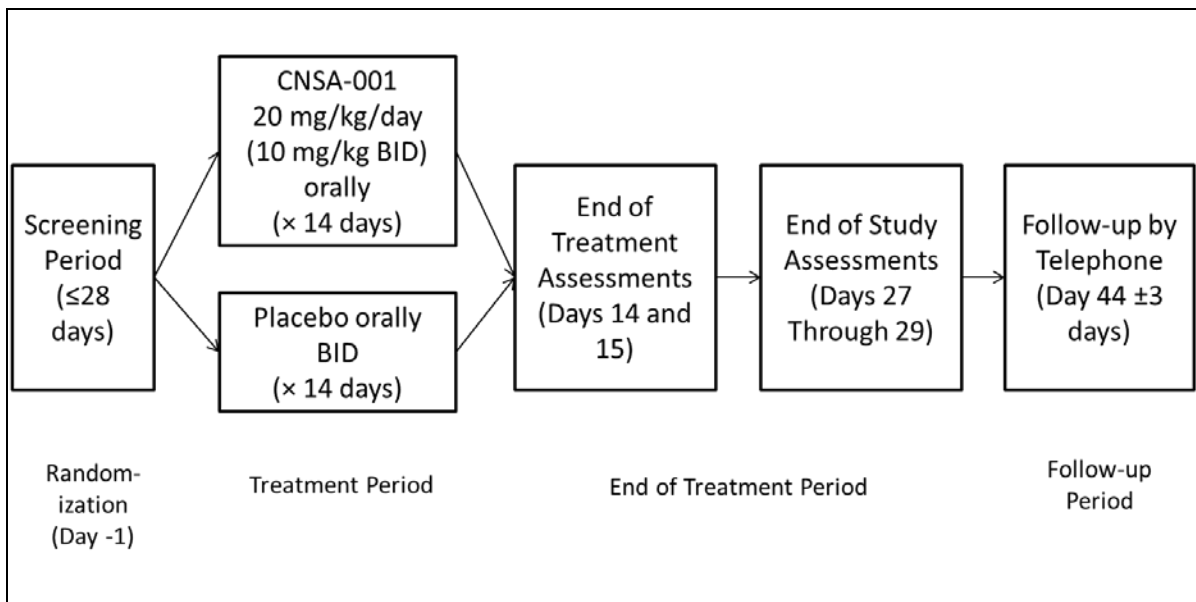 Screening
Period
(≤28
days)
CNSA-001
20 mg/kg/day
(10 mg/kg BID)
orally
(× 14 days)
Placebo orally
BID
(× 14 days)
End of
Treatment
Assessments
(Days 14 and
15)
End of Study
Assessments
(Days 27
Through 29)
Follow-up by
Telephone
(Day 44 ±3
days)
Random-
ization
(Day -1)
Treatment Period
End of Treatment Period
Follow-up
Period